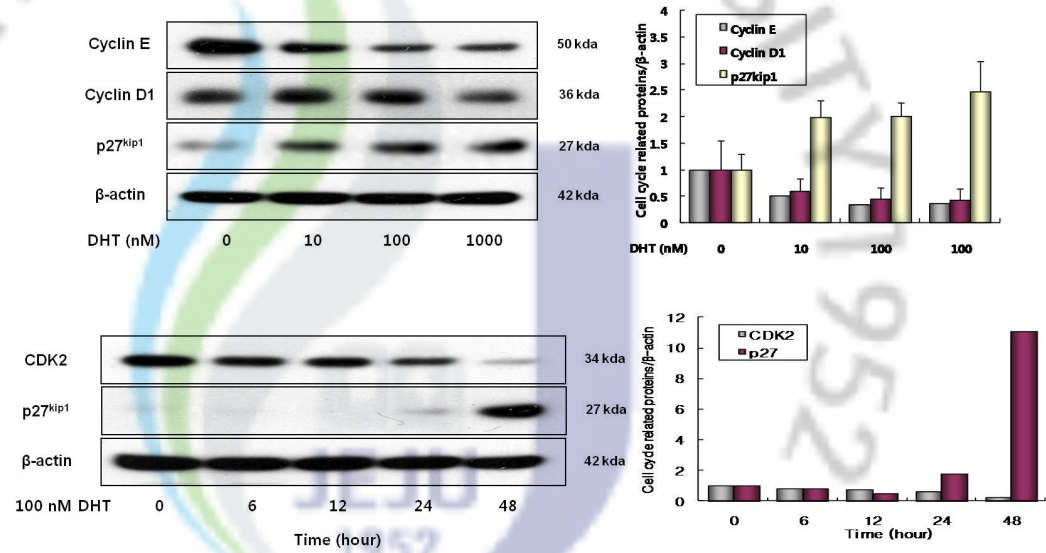 Cyclin E
50 kda
Cyclin D1
36 kda
p27kip1
27 kda
β-actin
42 kda
DHT (nM) 0 10 100 1000
Cell cycle related proteins/β-actin
4
3.5
3
2.5
2
1.5
1
0.5
0
Cyclin E
Cyclin D1
p27kip1
DHT (nM) 0 10 100 100
CDK2
34 kda
p27kip1
27 kda
β-actin
42 kda
100 nM DHT 0 6 12 24 48
Time (hour)
Cell cycle related proteins/β-actin
12
10
8
6
4
2
0
CDK2
p27
0 6 12 24 48
Time (hour)
JEJU
1952
1952